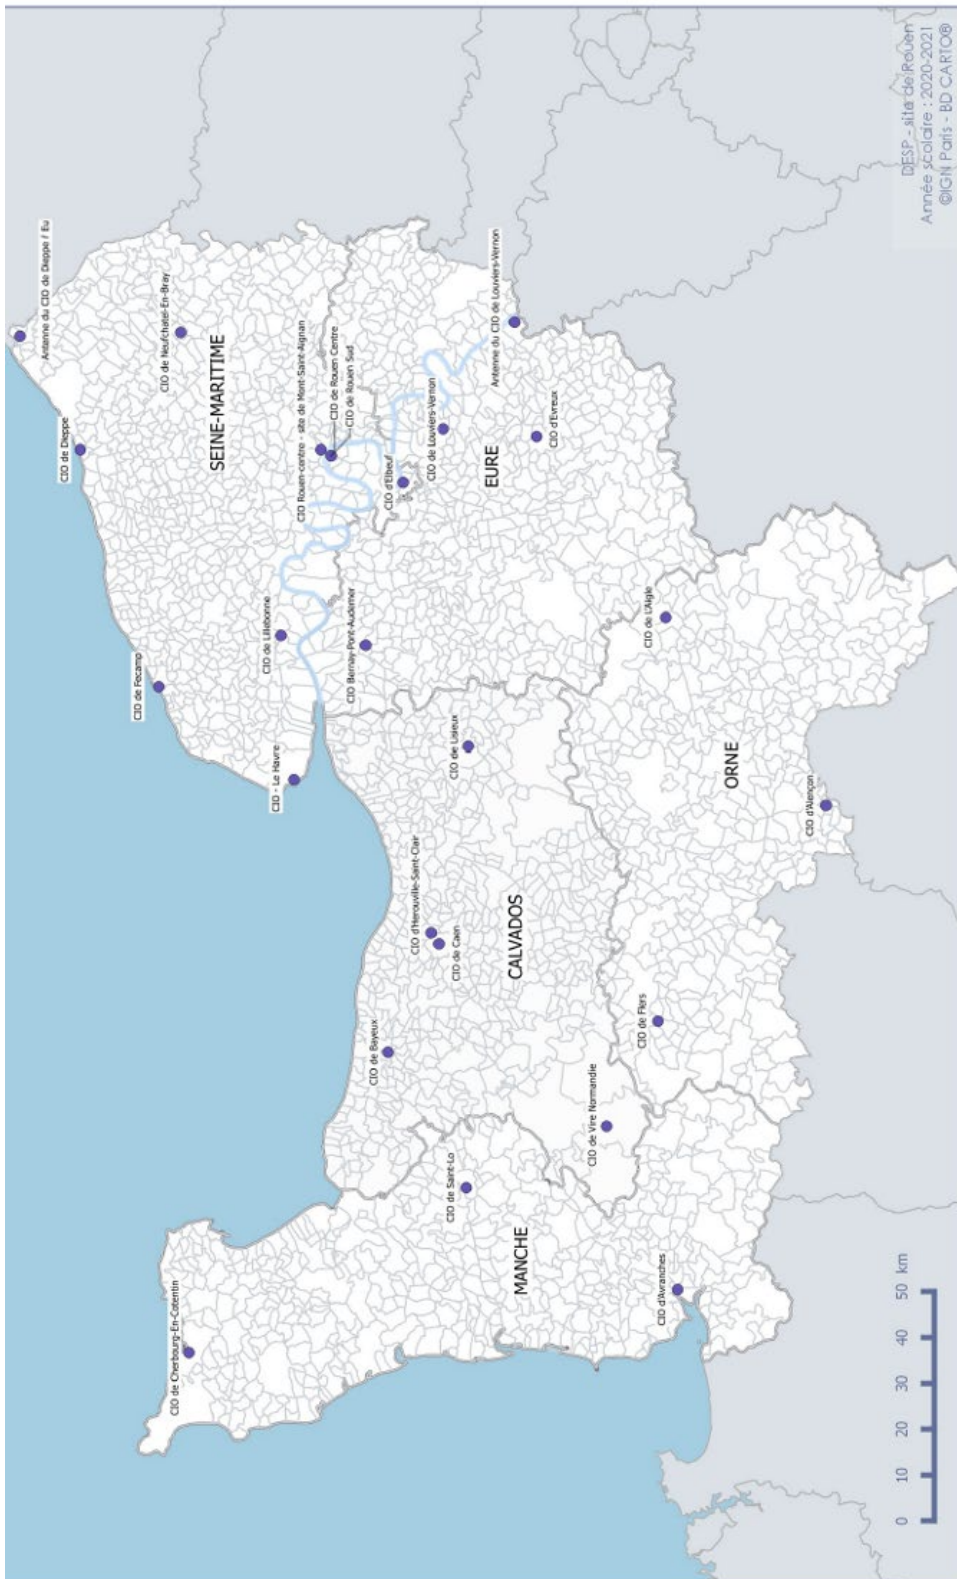 Antenne du CIO de Dieppe / Eu
CIO de Dieppe
CIO de Neufchatel-En-Bray
SEINE-MARITIME
CIO de Fecamp
CIO de Lillebonne
CIO - Le Havre
CIO Rouen-centre - site de Mont-Saint-Aignan
CIO de Rouen Centre
CIO de Rouen Sud
CIO d'Elbeuf
CIO de Louviers-Vernon
Antenne du CIO de Louviers-Vernon
CIO Bernay-Pont-Audemer
EURE
CIO d'Evreux
CIO de Cherbourg-En-Cotentin
CIO de Bayeux
CIO d'Herouville-Saint-Clair
CIO de Caen
CIO de Lisieux
CALVADOS
CIO de Saint-Lo
MANCHE
CIO de Vire Normandie
CIO de Flers
CIO de L'Aigle
ORNE
CIO d'Avranches
CIO d'Alençon
0 10 20 30 40 50 km
DESP - site de Rouen
Année scolaire : 2020-2021
©IGN Paris - BD CARTO®